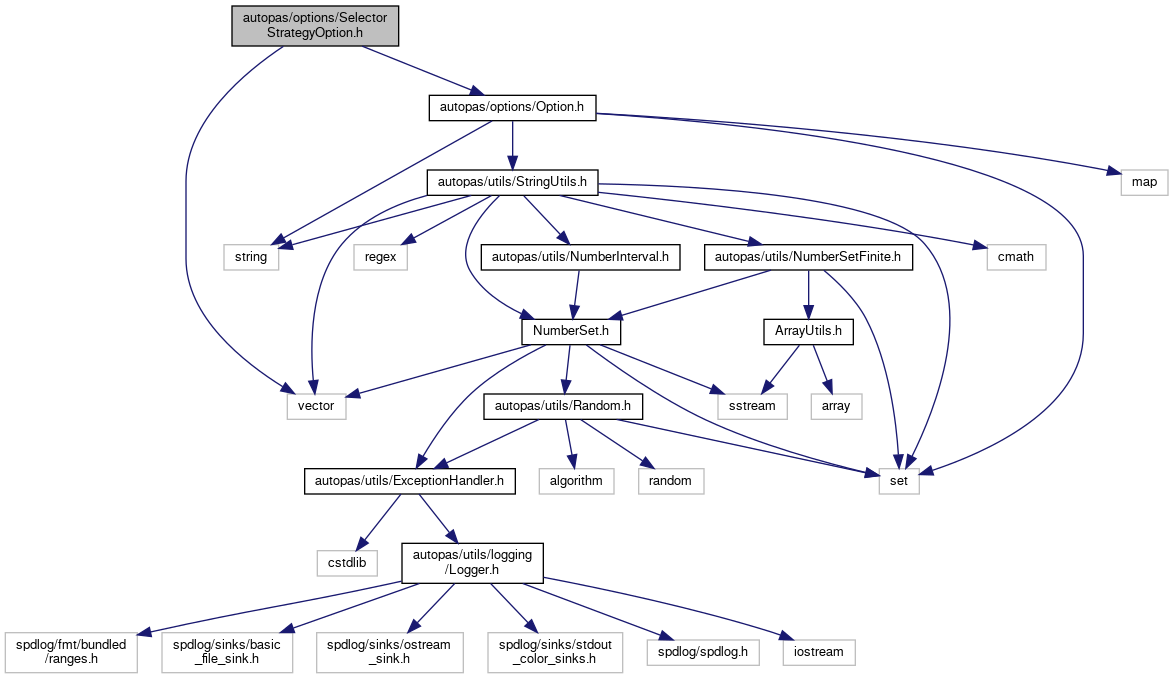 autopas/options/Selector
StrategyOption.h
autopas/options/Option.h
autopas/utils/StringUtils.h
map
string
regex
autopas/utils/NumberInterval.h
autopas/utils/NumberSetFinite.h
cmath
NumberSet.h
ArrayUtils.h
vector
autopas/utils/Random.h
sstream
array
autopas/utils/ExceptionHandler.h
algorithm
random
set
cstdlib
autopas/utils/logging
/Logger.h
spdlog/fmt/bundled
/ranges.h
spdlog/sinks/basic
_file_sink.h
spdlog/sinks/ostream
_sink.h
spdlog/sinks/stdout
_color_sinks.h
spdlog/spdlog.h
iostream